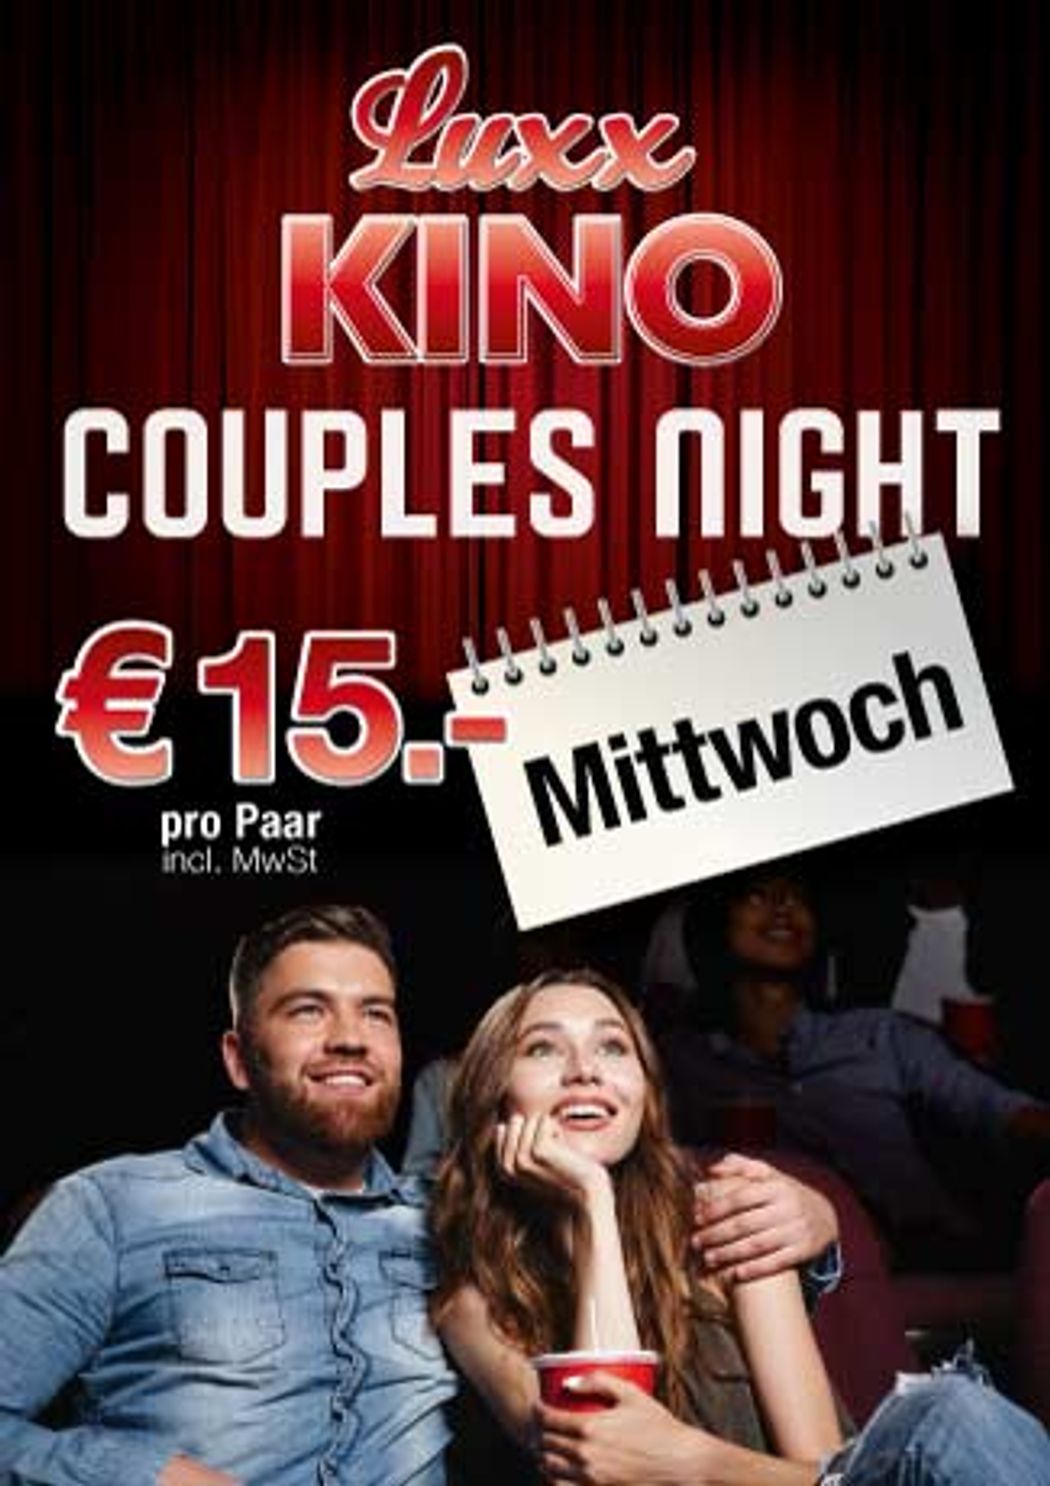 Luxx
KINO
COUPLES NIGHT
€ 15.-
pro Paar
incl. MwSt
Mittwoch